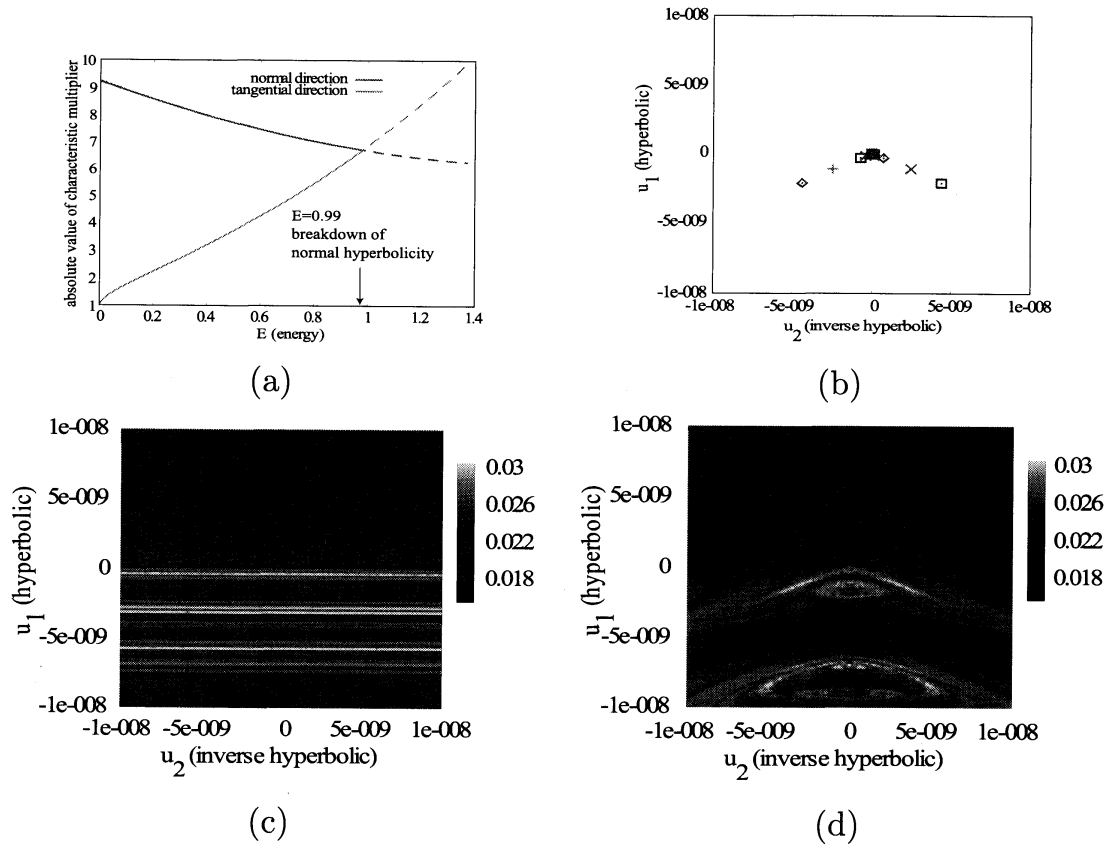 absolute value of characteristic multiplier
10
9
8
7
6
5
4
3
2
1
normal direction
tangential direction
E=0.99
breakdown of
normal hyperbolicity
0 0.2 0.4 0.6 0.8 1 1.2 1.4
E (energy)
(a)
u1 (hyperbolic)
1e-008
5e-009
0
-5e-009
-1e-008
-1e-008 -5e-009 0 5e-009 1e-008
u2 (inverse hyperbolic)
(b)
u1 (hyperbolic)
1e-008
5e-009
0
-5e-009
-1e-008
0.03
0.026
0.022
0.018
-1e-008 -5e-009 0 5e-009 1e-008
u2 (inverse hyperbolic)
(c)
u1 (hyperbolic)
1e-008
5e-009
0
-5e-009
-1e-008
0.03
0.026
0.022
0.018
-1e-008 -5e-009 0 5e-009 1e-008
u2 (inverse hyperbolic)
(d)